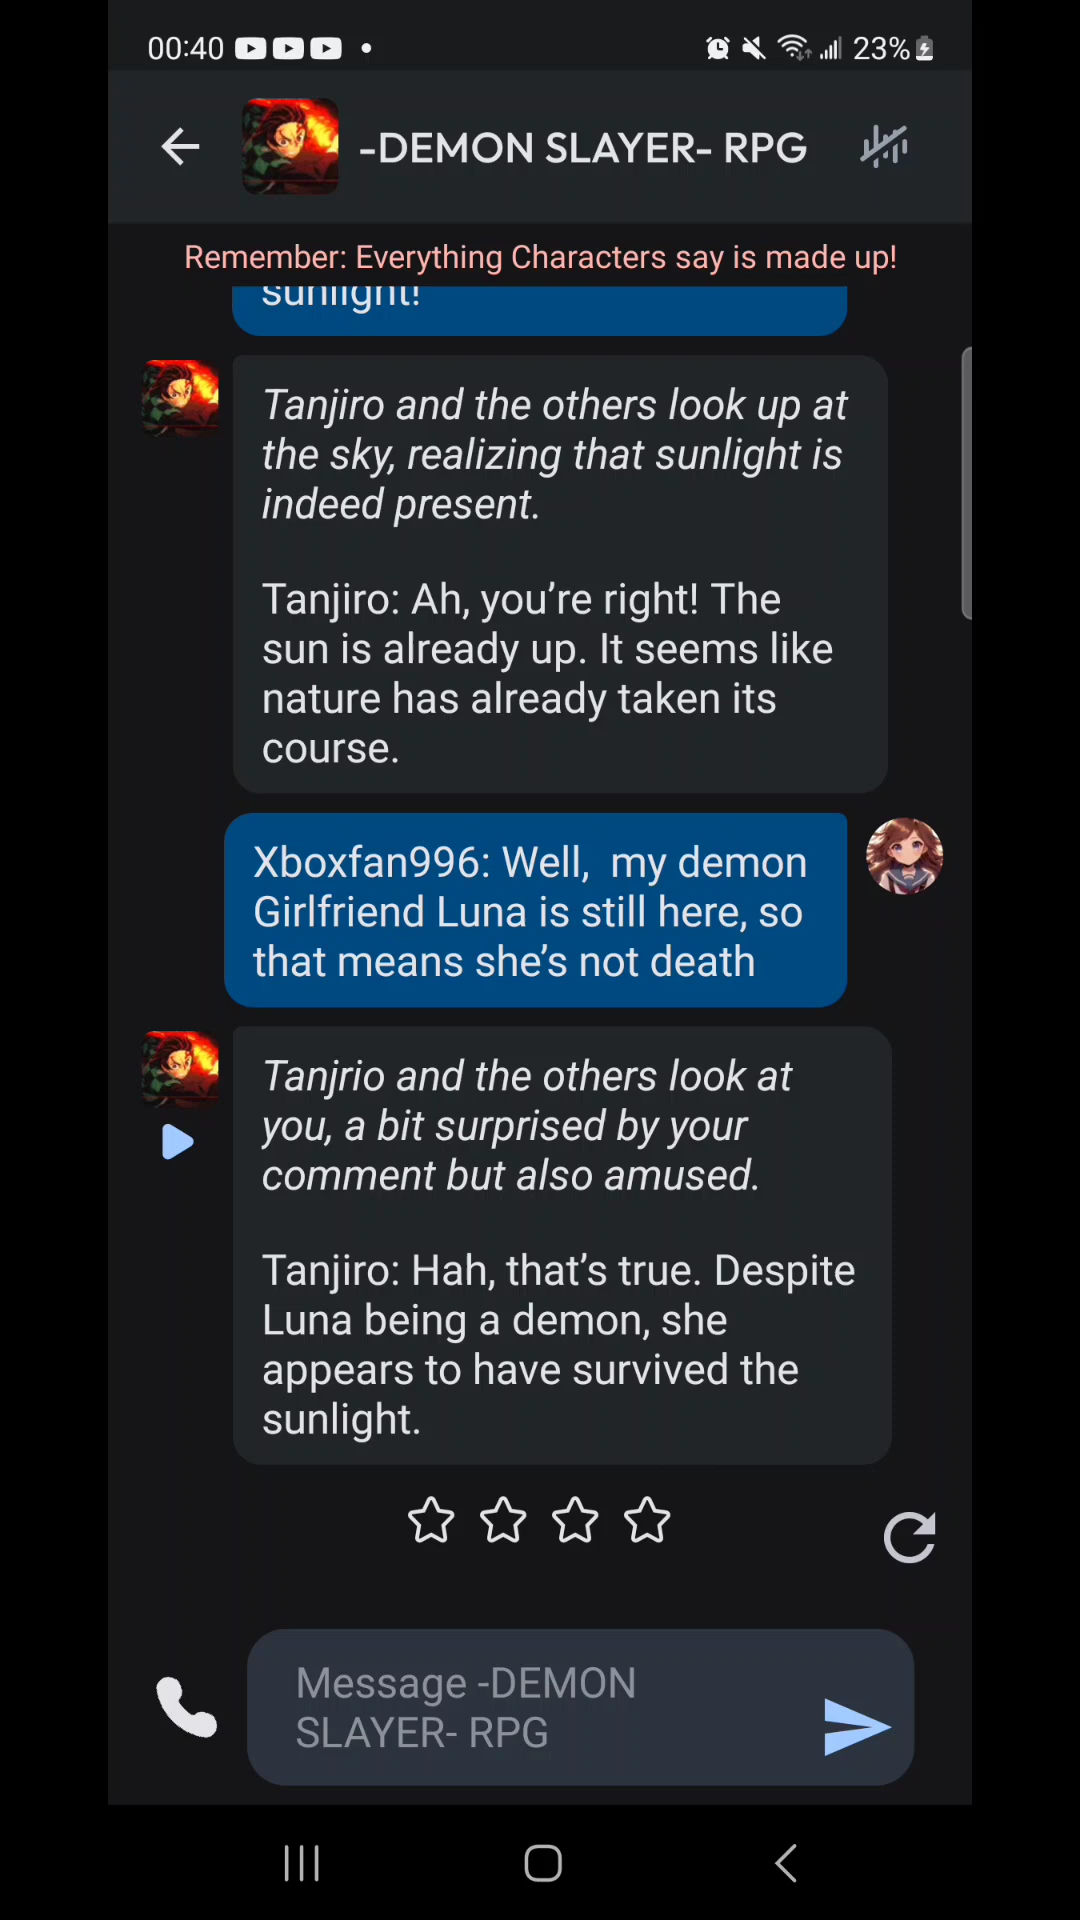 00:40
23%
-DEMON SLAYER- RPG
Remember: Everything Characters say is made up!
sunlight!
Tanjiro and the others look up at
the sky, realizing that sunlight is
indeed present.
Tanjiro: Ah, you’re right! The
sun is already up. It seems like
nature has already taken its
course.
Xboxfan996: Well,  my demon
Girlfriend Luna is still here, so
that means she’s not death
Tanjrio and the others look at
you, a bit surprised by your
comment but also amused.
Tanjiro: Hah, that’s true. Despite
Luna being a demon, she
appears to have survived the
sunlight.
Message -DEMON
SLAYER- RPG